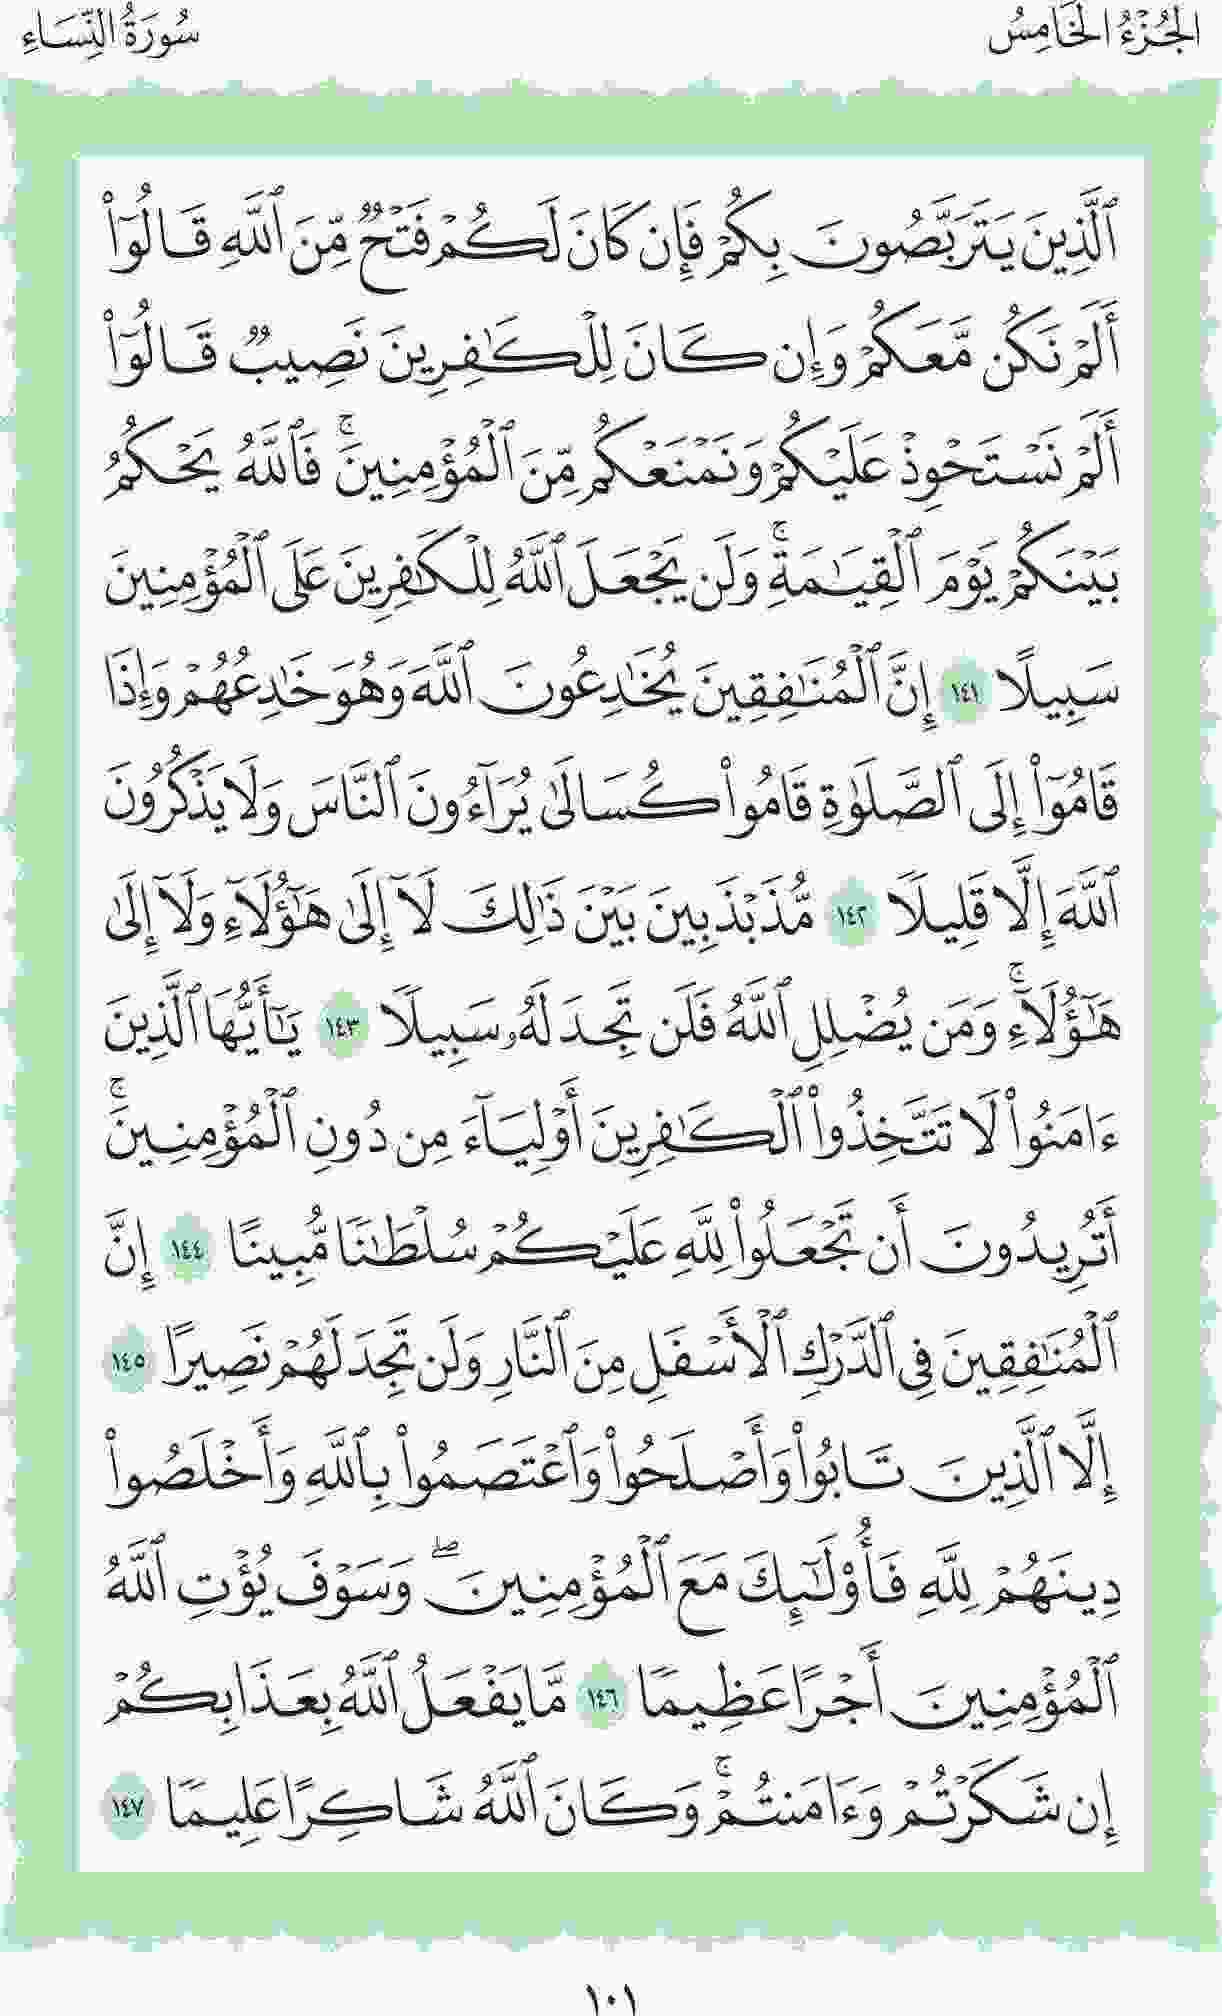 الجُزْءُ الخَامِسُ
سُورَةُ النِّسَاءِ
ٱلَّذِينَ يَتَرَبَّصُونَ بِكُمْ فَإِن كَانَ لَكُمْ فَتْحٌ مِّنَ ٱللَّهِ قَالُوٓا۟
أَلَمْ نَكُن مَّعَكُمْ وَإِن كَانَ لِلْكَـٰفِرِينَ نَصِيبٌ قَالُوٓا۟
أَلَمْ نَسْتَحْوِذْ عَلَيْكُمْ وَنَمْنَعْكُم مِّنَ ٱلْمُؤْمِنِينَ ۚ فَٱللَّهُ يَحْكُمُ
بَيْنَكُمْ يَوْمَ ٱلْقِيَـٰمَةِ ۗ وَلَن يَجْعَلَ ٱللَّهُ لِلْكَـٰفِرِينَ عَلَى ٱلْمُؤْمِنِينَ
سَبِيلًا ١٤١ إِنَّ ٱلْمُنَـٰفِقِينَ يُخَـٰدِعُونَ ٱللَّهَ وَهُوَ خَـٰدِعُهُمْ وَإِذَا
قَامُوٓا۟ إِلَى ٱلصَّلَوٰةِ قَامُوا۟ كُسَالَىٰ يُرَآءُونَ ٱلنَّاسَ وَلَا يَذْكُرُونَ
ٱللَّهَ إِلَّا قَلِيلًا ١٤٢ مُّذَبْذَبِينَ بَيْنَ ذَٰلِكَ لَآ إِلَىٰ هَـٰٓؤُلَآءِ وَلَآ إِلَىٰ
هَـٰٓؤُلَآءِ ۚ وَمَن يُضْلِلِ ٱللَّهُ فَلَن تَجِدَ لَهُۥ سَبِيلًا ١٤٣ يَـٰٓأَيُّهَا ٱلَّذِينَ
ءَامَنُوا۟ لَا تَتَّخِذُوا۟ ٱلْكَـٰفِرِينَ أَوْلِيَآءَ مِن دُونِ ٱلْمُؤْمِنِينَ ۚ
أَتُرِيدُونَ أَن تَجْعَلُوا۟ لِلَّهِ عَلَيْكُمْ سُلْطَـٰنًا مُّبِينًا ١٤٤ إِنَّ
ٱلْمُنَـٰفِقِينَ فِى ٱلدَّرْكِ ٱلْأَسْفَلِ مِنَ ٱلنَّارِ وَلَن تَجِدَ لَهُمْ نَصِيرًا ١٤٥
إِلَّا ٱلَّذِينَ تَابُوا۟ وَأَصْلَحُوا۟ وَٱعْتَصَمُوا۟ بِٱللَّهِ وَأَخْلَصُوا۟
دِينَهُمْ لِلَّهِ فَأُو۟لَـٰٓئِكَ مَعَ ٱلْمُؤْمِنِينَ ۖ وَسَوْفَ يُؤْتِ ٱللَّهُ
ٱلْمُؤْمِنِينَ أَجْرًا عَظِيمًا ١٤٦ مَّا يَفْعَلُ ٱللَّهُ بِعَذَابِكُمْ
إِن شَكَرْتُمْ وَءَامَنتُمْ ۚ وَكَانَ ٱللَّهُ شَاكِرًا عَلِيمًا ١٤٧
١٠١